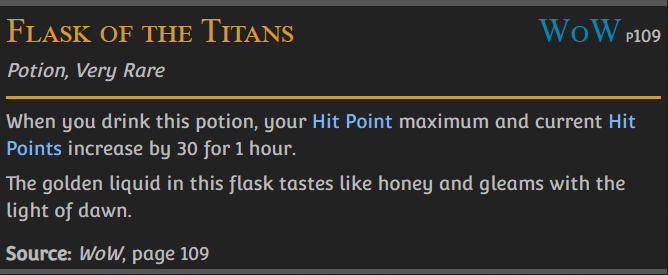 Flask of the Titans WoW p109
Potion, Very Rare
When you drink this potion, your Hit Point maximum and current Hit
Points increase by 30 for 1 hour.
The golden liquid in this flask tastes like honey and gleams with the
light of dawn.
Source: WoW, page 109